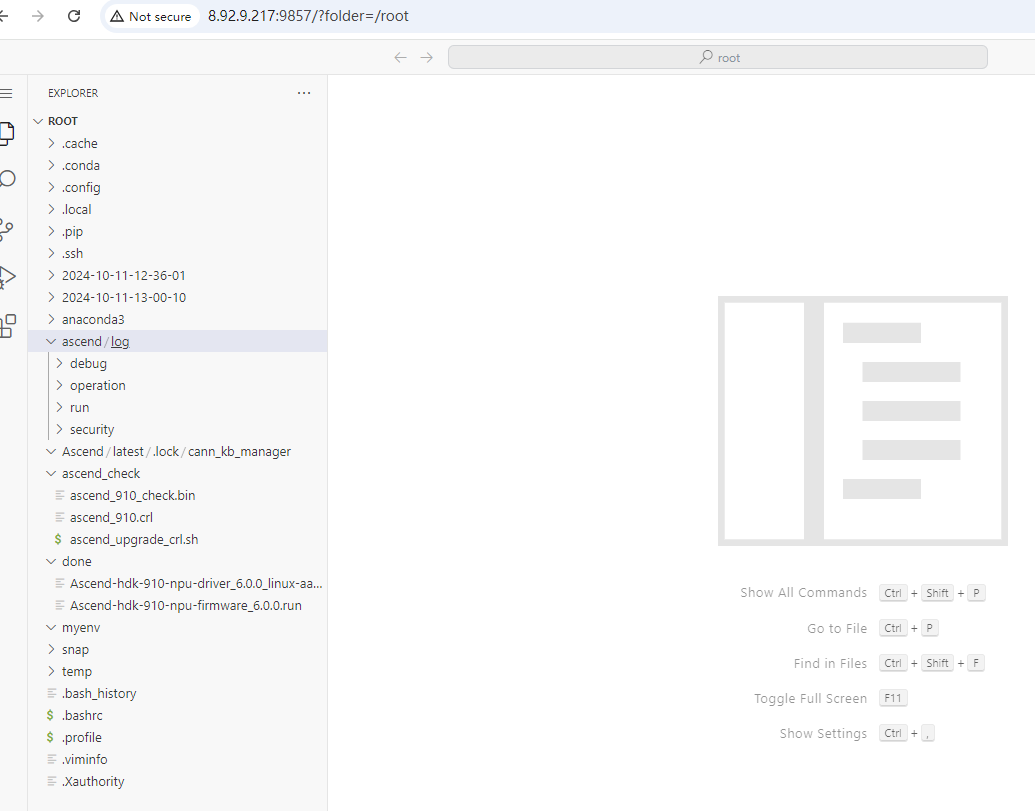 Not secure 8.92.9.217:9857/?folder=/root
root
EXPLORER ...
ROOT
.cache
.conda
.config
.local
.pip
.ssh
2024-10-11-12-36-01
2024-10-11-13-00-10
anaconda3
ascend / log
debug
operation
run
security
Ascend / latest / .lock / cann_kb_manager
ascend_check
ascend_910_check.bin
ascend_910.crl
$ ascend_upgrade_crl.sh
done
Ascend-hdk-910-npu-driver_6.0.0_linux-aa...
Ascend-hdk-910-npu-firmware_6.0.0.run
myenv
snap
temp
.bash_history
$ .bashrc
$ .profile
.viminfo
.Xauthority
Show All Commands Ctrl + Shift + P
Go to File Ctrl + P
Find in Files Ctrl + Shift + F
Toggle Full Screen F11
Show Settings Ctrl + ,